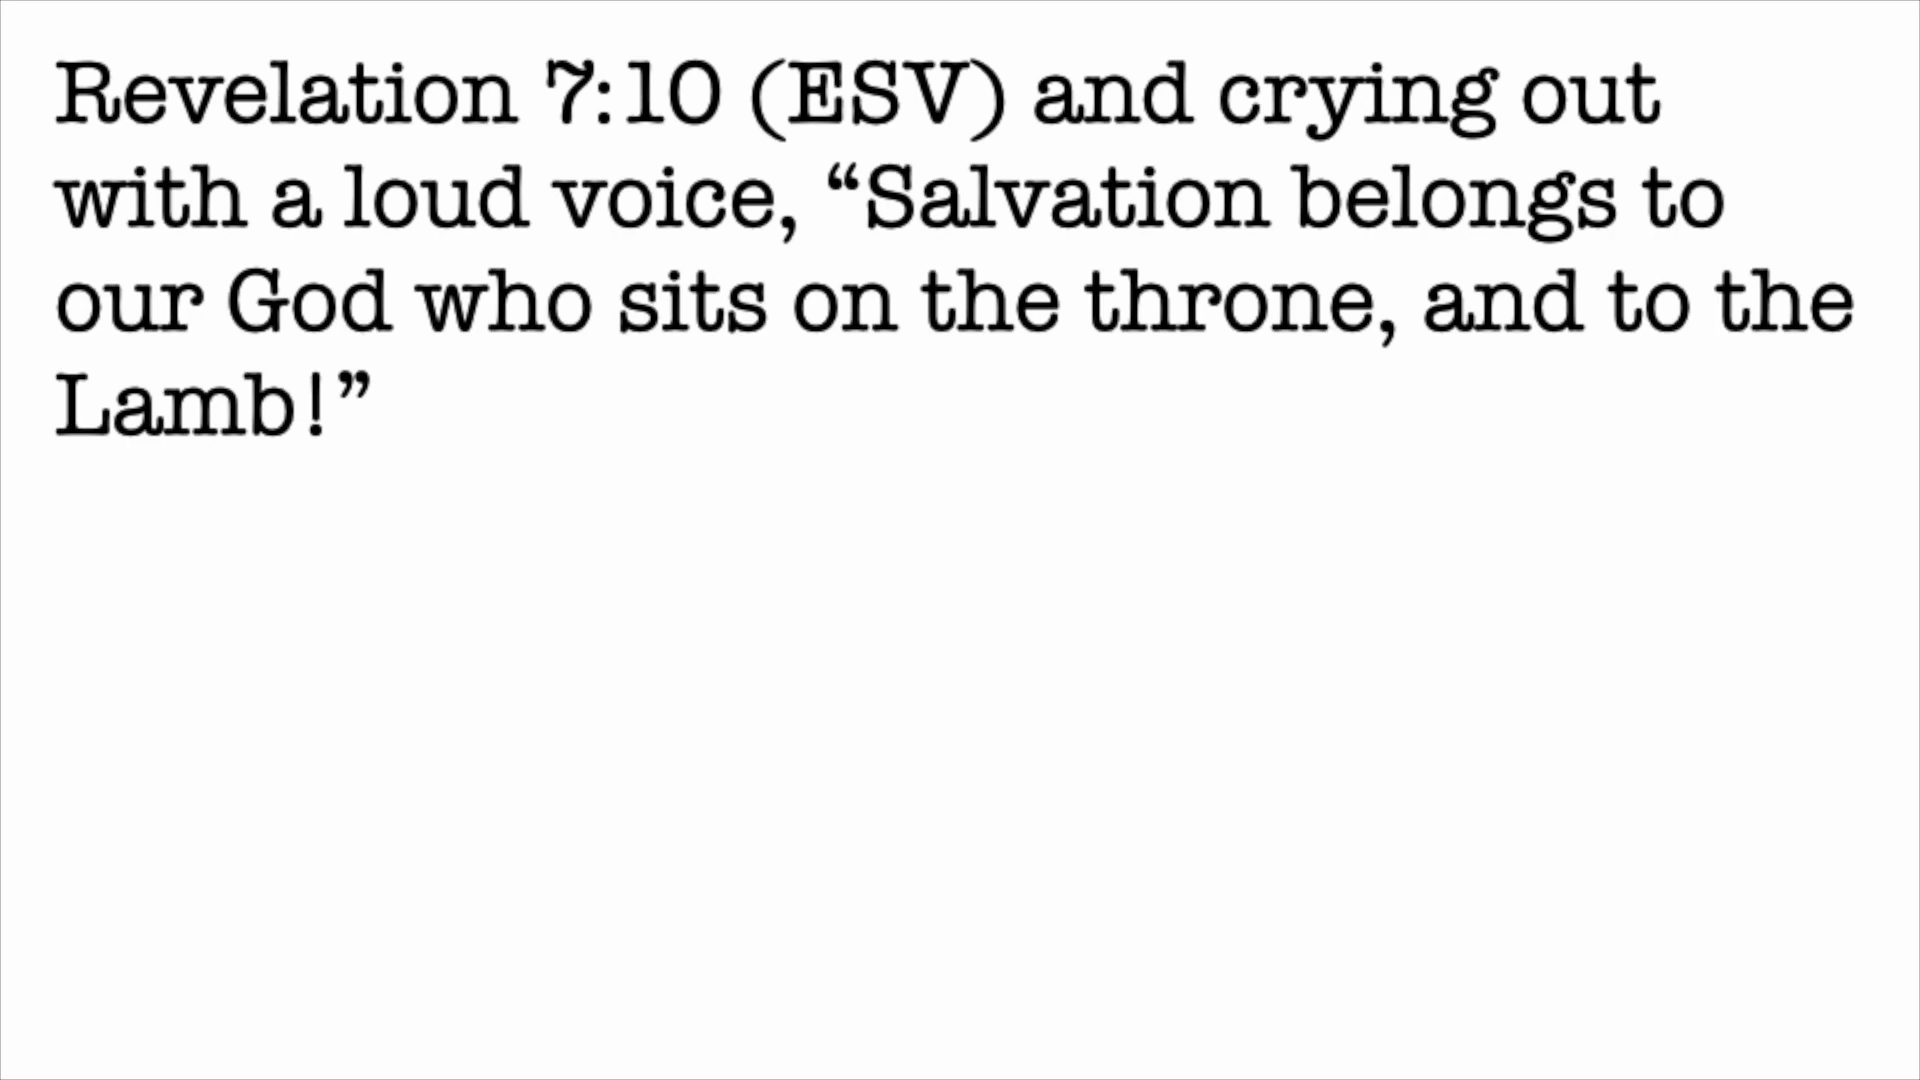 Revelation 7:10 (ESV) and crying out
with a loud voice, “Salvation belongs to
our God who sits on the throne, and to the
Lamb!”